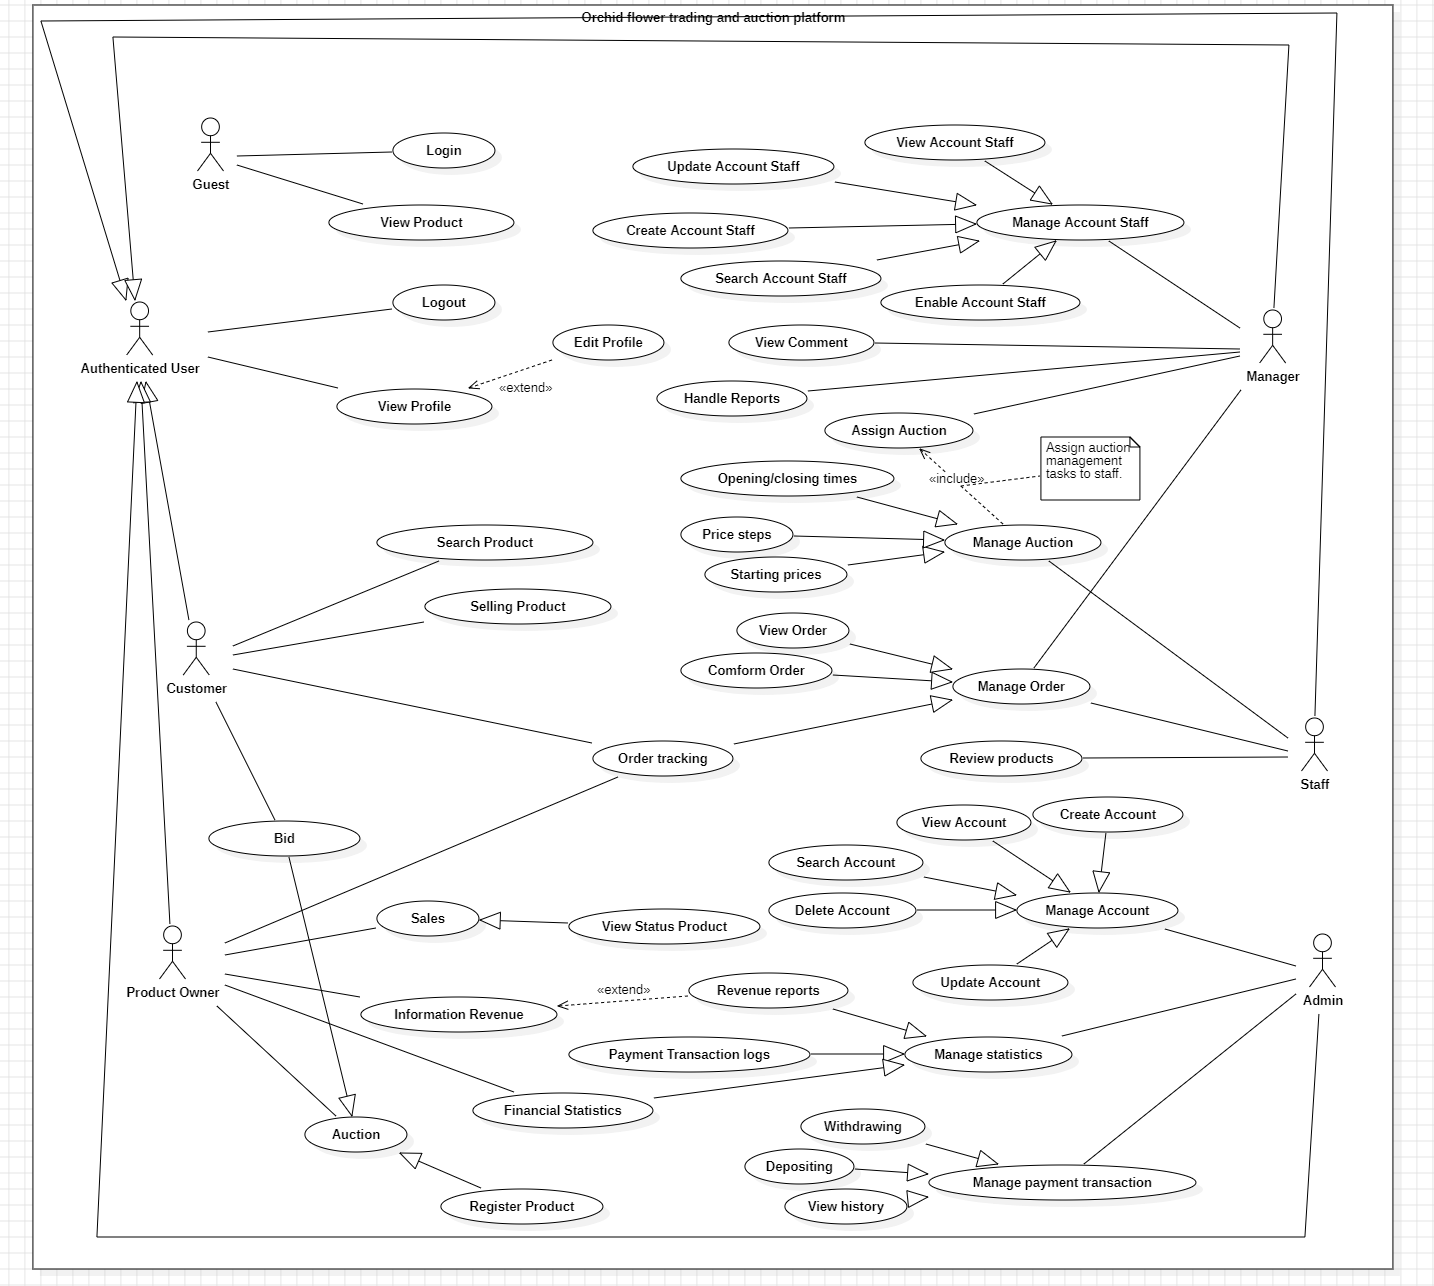 Orchid flower trading and auction platform
View Account Staff
Login
Update Account Staff
Guest
View Product
Manage Account Staff
Create Account Staff
Search Account Staff
Logout
Enable Account Staff
Edit Profile
View Comment
Authenticated User
Manager
«extend»
View Profile
Handle Reports
Assign Auction
Assign auction
management
tasks to staff.
Opening/closing times
«include»
Search Product
Price steps
Manage Auction
Starting prices
Selling Product
View Order
Customer
Comform Order
Manage Order
Order tracking
Review products
Staff
Bid
View Account
Create Account
Search Account
Sales
View Status Product
Delete Account
Manage Account
Product Owner
Update Account
Admin
«extend»
Revenue reports
Information Revenue
Payment Transaction logs
Manage statistics
Financial Statistics
Withdrawing
Auction
Depositing
Manage payment transaction
Register Product
View history